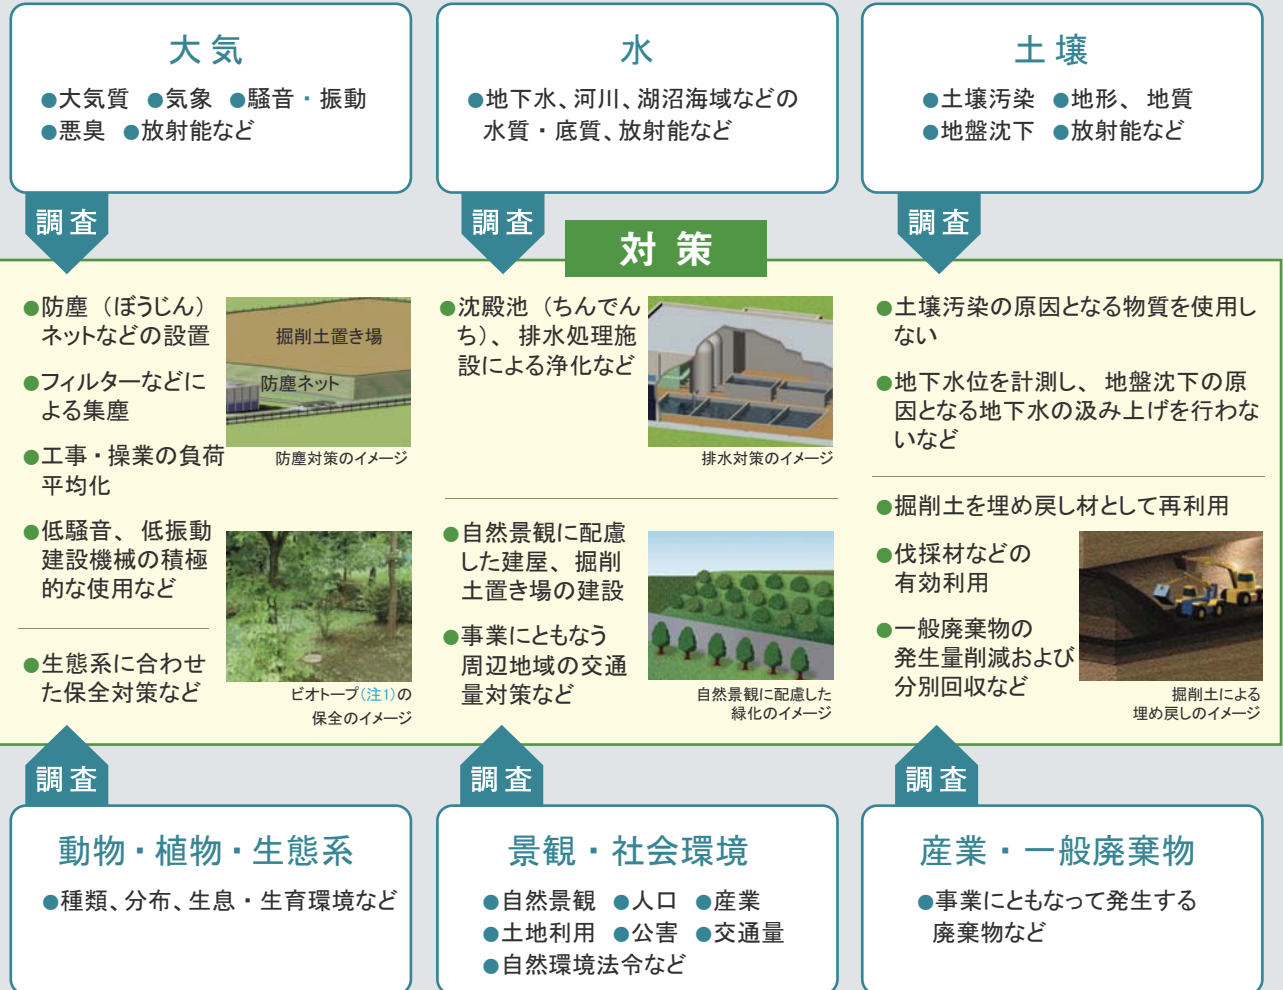 大気
●大気質 ●気象 ●騒音・振動
●悪臭 ●放射能など
水
●地下水、河川、湖沼海域などの
水質・底質、放射能など
土壌
●土壌汚染 ●地形、地質
●地盤沈下 ●放射能など
調査
調査
調査
対策
●防塵（ぼうじん）
ネットなどの設置
●フィルターなどに
よる集塵
●工事・操業の負荷
平均化
●低騒音、低振動
建設機械の積極
的な使用など
掘削土置き場
防塵ネット
防塵対策のイメージ
●生態系に合わせ
た保全対策など
ビオトープ(注1)の
保全のイメージ
●沈殿池（ちんでん
ち）、排水処理施
設による浄化など
排水対策のイメージ
●自然景観に配慮
した建屋、掘削
土置き場の建設
●事業にともなう
周辺地域の交通
量対策など
自然景観に配慮した
緑化のイメージ
●土壌汚染の原因となる物質を使用し
ない
●地下水位を計測し、地盤沈下の原
因となる地下水の汲み上げを行わな
いなど
●掘削土を埋め戻し材として再利用
●伐採材などの
有効利用
●一般廃棄物の
発生量削減および
分別回収など
掘削土による
埋め戻しのイメージ
調査
調査
調査
動物・植物・生態系
●種類、分布、生息・生育環境など
景観・社会環境
●自然景観 ●人口 ●産業
●土地利用 ●公害 ●交通量
●自然環境法令など
産業・一般廃棄物
●事業にともなって発生する
廃棄物など